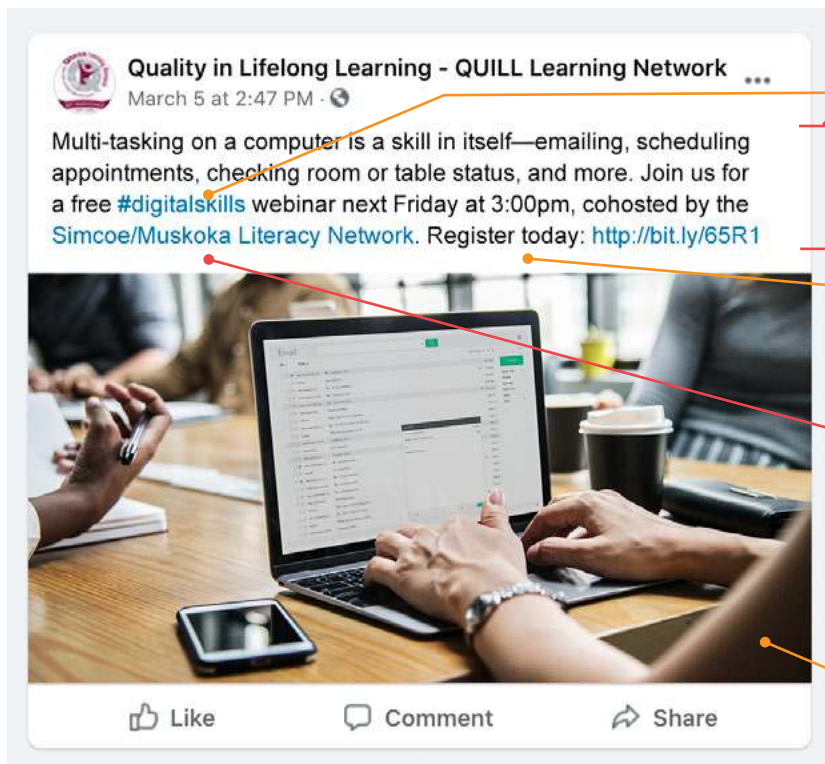 Quality in Lifelong Learning - QUILL Learning Network
March 5 at 2:47 PM ·
Multi-tasking on a computer is a skill in itself—emailing, scheduling
appointments, checking room or table status, and more. Join us for
a free #digitalskills webinar next Friday at 3:00pm, cohosted by the
Simcoe/Muskoka Literacy Network. Register today: http://bit.ly/65R1
Email
Like Comment Share